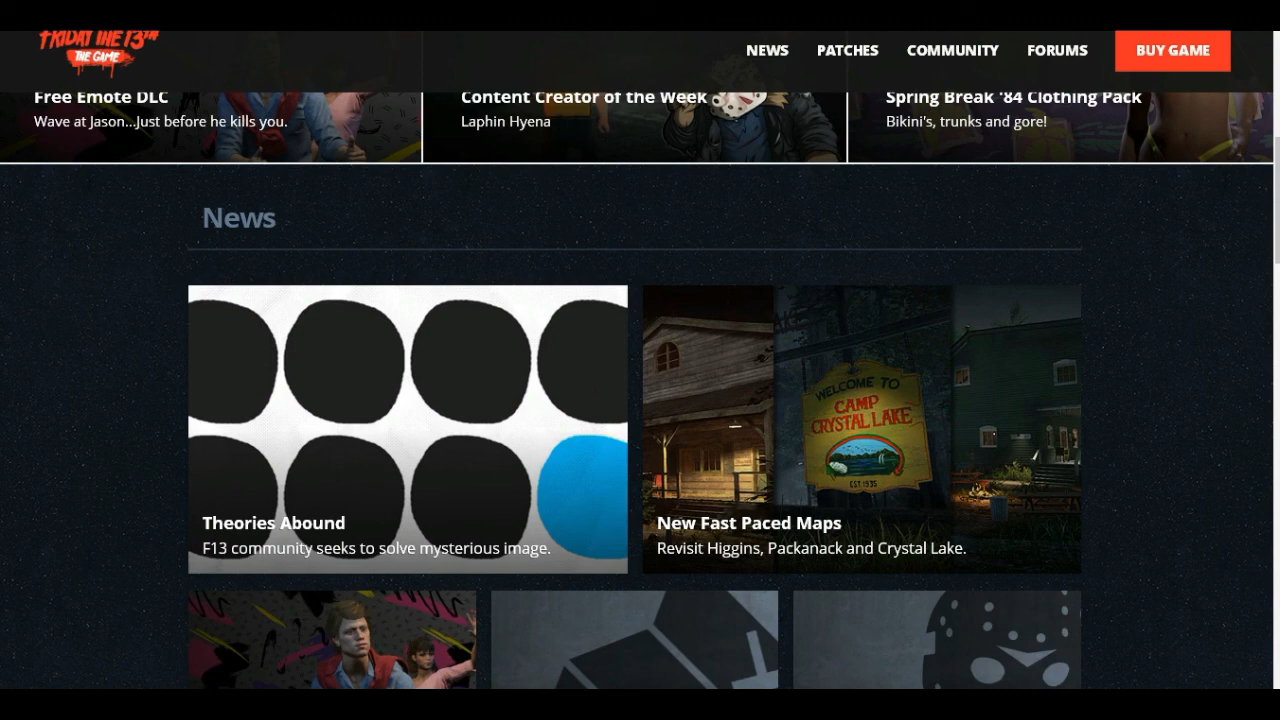 FRIDAY THE 13TH
THE GAME
NEWS PATCHES COMMUNITY FORUMS BUY GAME
Free Emote DLC
Wave at Jason...Just before he kills you.
Content Creator of the Week
Laphin Hyena
Spring Break '84 Clothing Pack
Bikini's, trunks and gore!
News
WELCOME TO
CAMP
CRYSTAL LAKE
EST. 1935
Theories Abound
F13 community seeks to solve mysterious image.
New Fast Paced Maps
Revisit Higgins, Packanack and Crystal Lake.